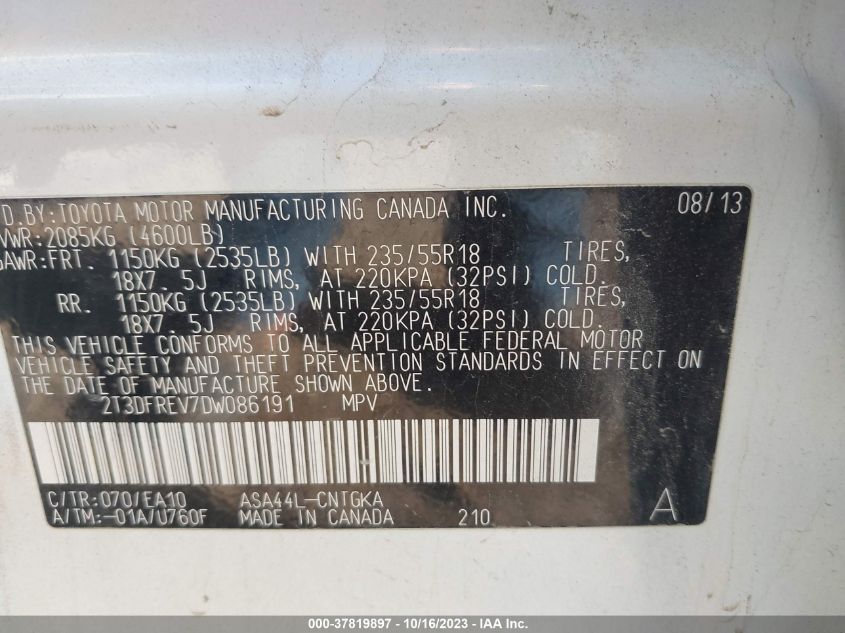 D.BY:TOYOTA MOTOR MANUFACTURING CANADA INC. 08/13
VWR:2085KG (4600LB)
GAWR:FRT. 1150KG (2535LB) WITH 235/55R18 TIRES,
18X7.5J RIMS, AT 220KPA (32PSI) COLD.
RR. 1150KG (2535LB) WITH 235/55R18 TIRES,
18X7.5J RIMS, AT 220KPA (32PSI) COLD.
THIS VEHICLE CONFORMS TO ALL APPLICABLE FEDERAL MOTOR
VEHICLE SAFETY AND THEFT PREVENTION STANDARDS IN EFFECT ON
THE DATE OF MANUFACTURE SHOWN ABOVE.
2T3DFREV7DW086191 MPV
C/TR:070/EA10 ASA44L-CNTGKA
A/TM:-01A/U760F MADE IN CANADA 210 A
000-37819897 - 10/16/2023 - IAA Inc.